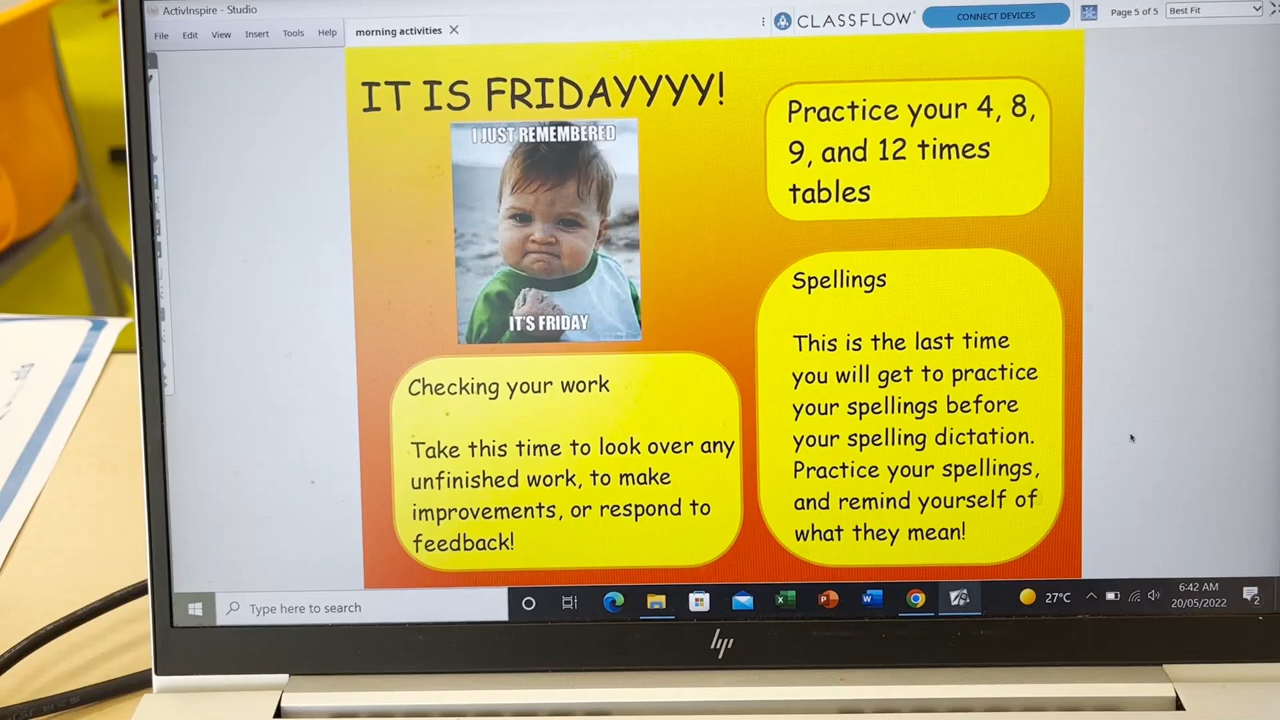 ActivInspire - Studio
File Edit View Insert Tools Help
morning activities
CLASSFLOW
CONNECT DEVICES
Page 5 of 5
Best Fit
IT IS FRIDAYYYY!
I JUST REMEMBERED
IT'S FRIDAY
Practice your 4, 8,
9, and 12 times
tables
Checking your work
Take this time to look over any
unfinished work, to make
improvements, or respond to
feedback!
Spellings
This is the last time
you will get to practice
your spellings before
your spelling dictation.
Practice your spellings,
and remind yourself of
what they mean!
Type here to search
27°C
6:42 AM
20/05/2022
2
hp